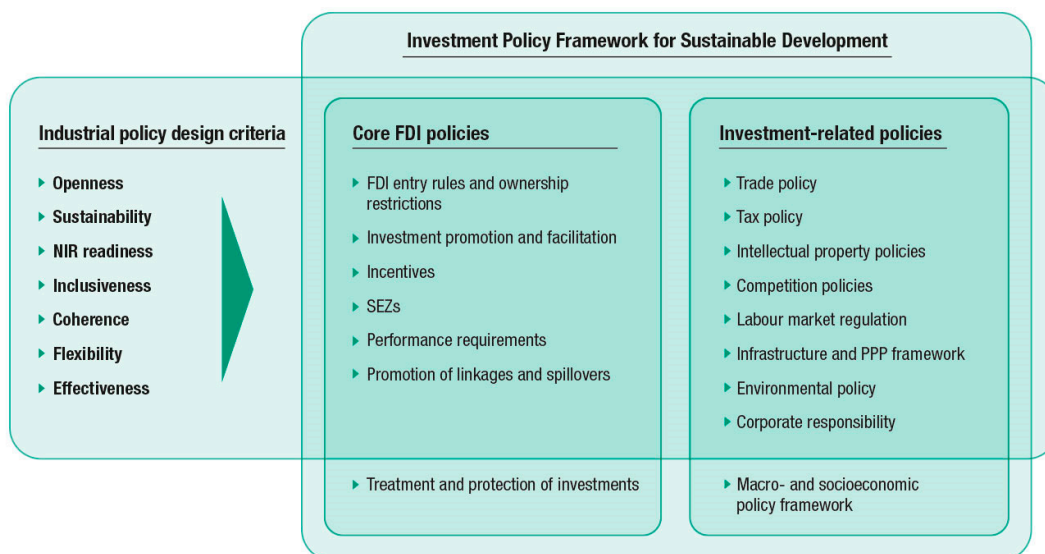 Investment Policy Framework for Sustainable Development
Industrial policy design criteria
Openness
Sustainability
NIR readiness
Inclusiveness
Coherence
Flexibility
Effectiveness
Core FDI policies
FDI entry rules and ownership
restrictions
Investment promotion and facilitation
Incentives
SEZs
Performance requirements
Promotion of linkages and spillovers
Treatment and protection of investments
Investment-related policies
Trade policy
Tax policy
Intellectual property policies
Competition policies
Labour market regulation
Infrastructure and PPP framework
Environmental policy
Corporate responsibility
Macro- and socioeconomic
policy framework